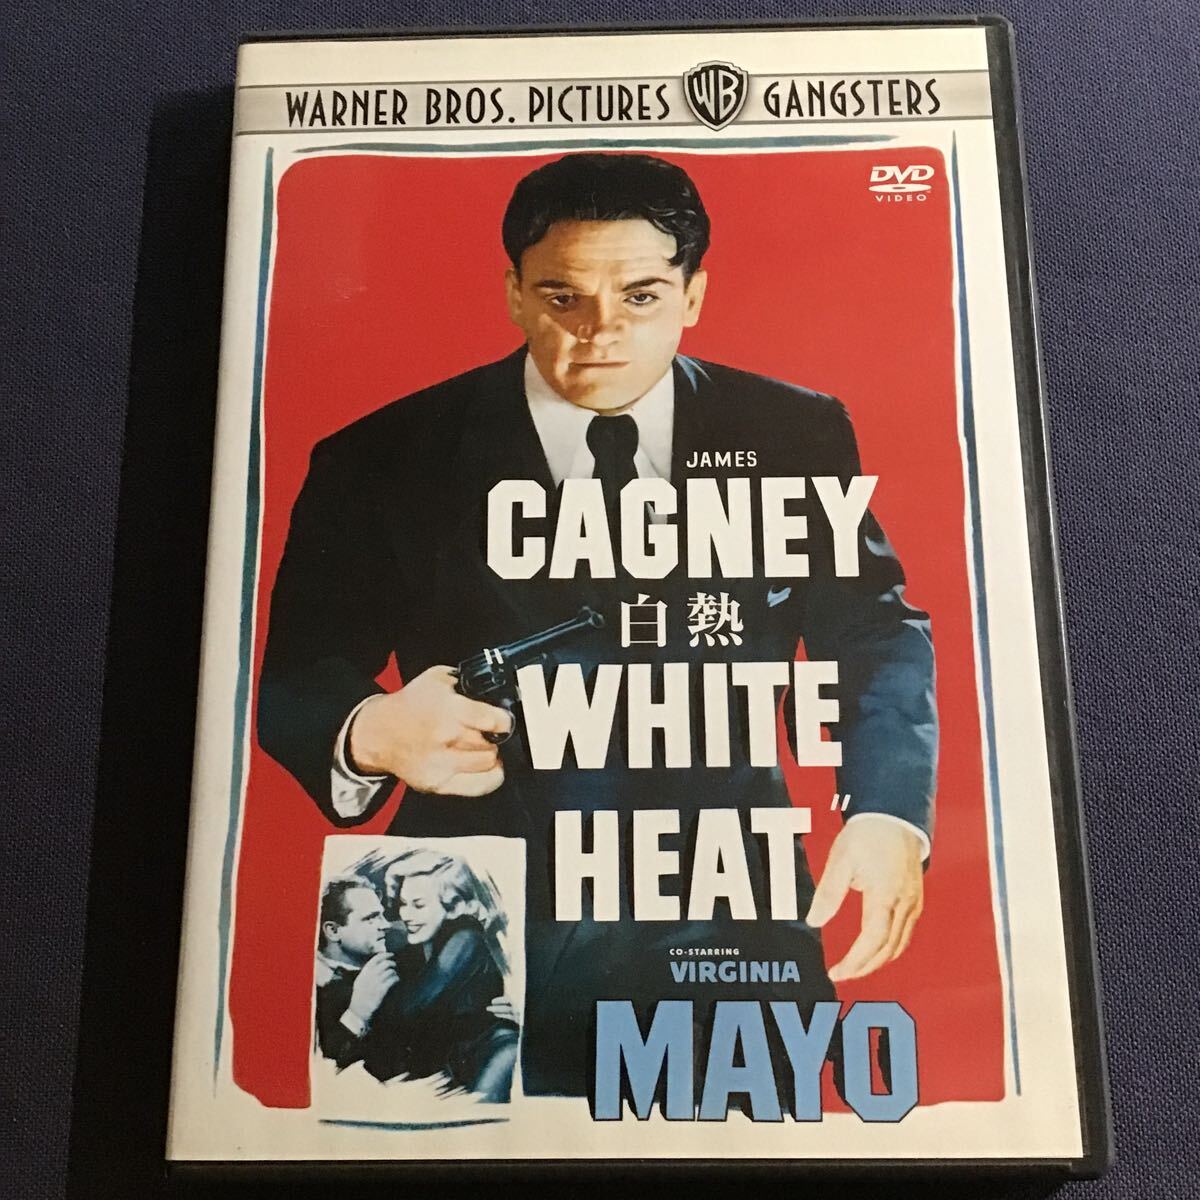 WARNER BROS. PICTURES WB GANGSTERS
DVD
VIDEO
JAMES
CAGNEY
白熱
"WHITE
HEAT"
CO-STARRING
VIRGINIA
MAYO